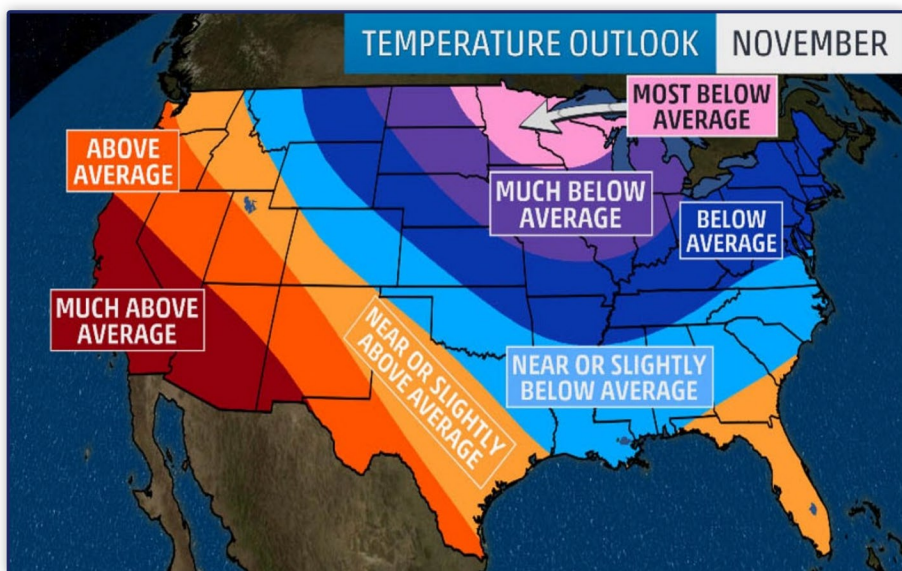 TEMPERATURE OUTLOOK
NOVEMBER
MOST BELOW
AVERAGE
ABOVE
AVERAGE
MUCH BELOW
AVERAGE
BELOW
AVERAGE
MUCH ABOVE
AVERAGE
NEAR OR SLIGHTLY
ABOVE AVERAGE
NEAR OR SLIGHTLY
BELOW AVERAGE